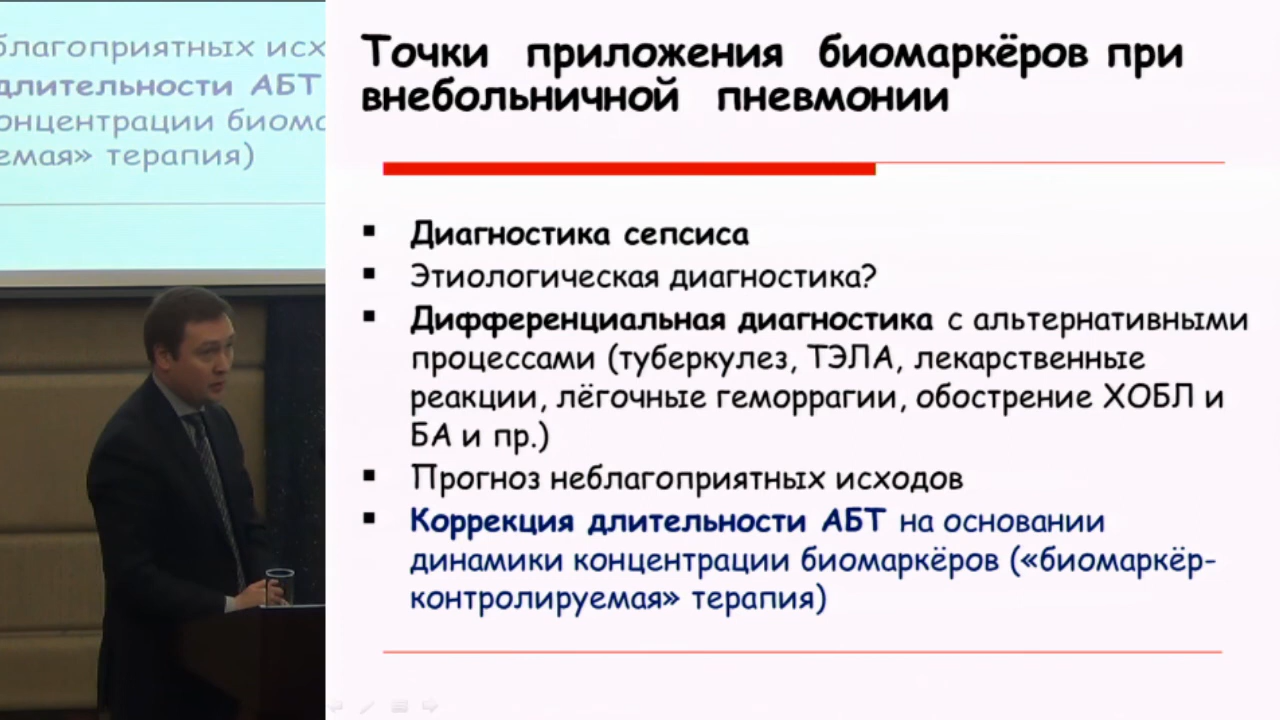 благоприятных исх
длительности АБТ
онцентрации биома
емая» терапия)
Точки приложения биомаркёров при
внебольничной пневмонии
▪ Диагностика сепсиса
▪ Этиологическая диагностика?
▪ Дифференциальная диагностика с альтернативными
процессами (туберкулез, ТЭЛА, лекарственные
реакции, лёгочные геморрагии, обострение ХОБЛ и
БА и пр.)
▪ Прогноз неблагоприятных исходов
▪ Коррекция длительности АБТ на основании
динамики концентрации биомаркёров («биомаркёр-
контролируемая» терапия)